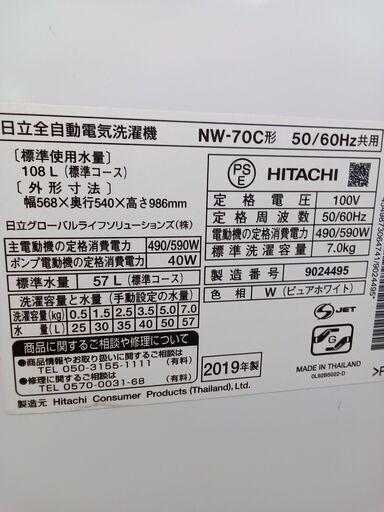 日立全自動電気洗濯機 NW-70C形 50/60Hz共用
[標準使用水量]
108 L (標準コース)
[外形寸法]
幅568×奥行540×高さ986mm
日立グローバルライフソリューションズ(株)
主電動機の定格消費電力 490/590W
ポンプ電動機の定格消費電力 40W
標準水量 57 L (標準コース)
洗濯容量と水量 (手動設定の水量)
洗濯容量(kg) 0.5 1.5 2.5 3.5 5.0 7.0
水量(L) 25 30 35 40 50 57
商品に関するご相談や修理について
商品のお問い合わせやお取り扱いに関するご相談
TEL 050-3155-1111 (有料)
修理に関するご相談
TEL 0570-0031-68 (有料)
製造元 Hitachi Consumer Products (Thailand), Ltd.
PS
E
HITACHI
定格電圧 100V
定格周波数 50/60Hz
定格消費電力 490/590W
標準洗濯容量 7.0kg
製造番号 9024495
色相 W (ピュアホワイト)
S JET
G
2019年製
MADE IN THAILAND
>P